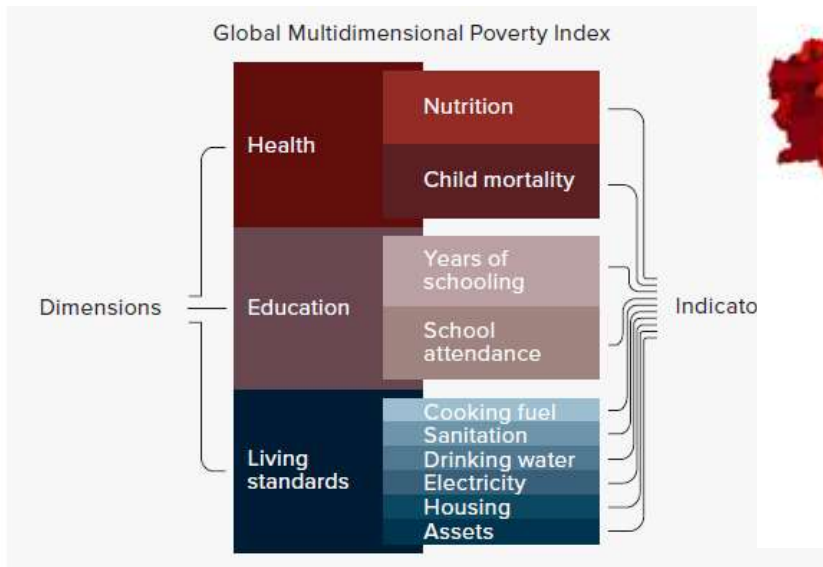 Global Multidimensional Poverty Index
Health
Nutrition
Child mortality
Dimensions
Education
Years of
schooling
School
attendance
Indicato
Living
standards
Cooking fuel
Sanitation
Drinking water
Electricity
Housing
Assets